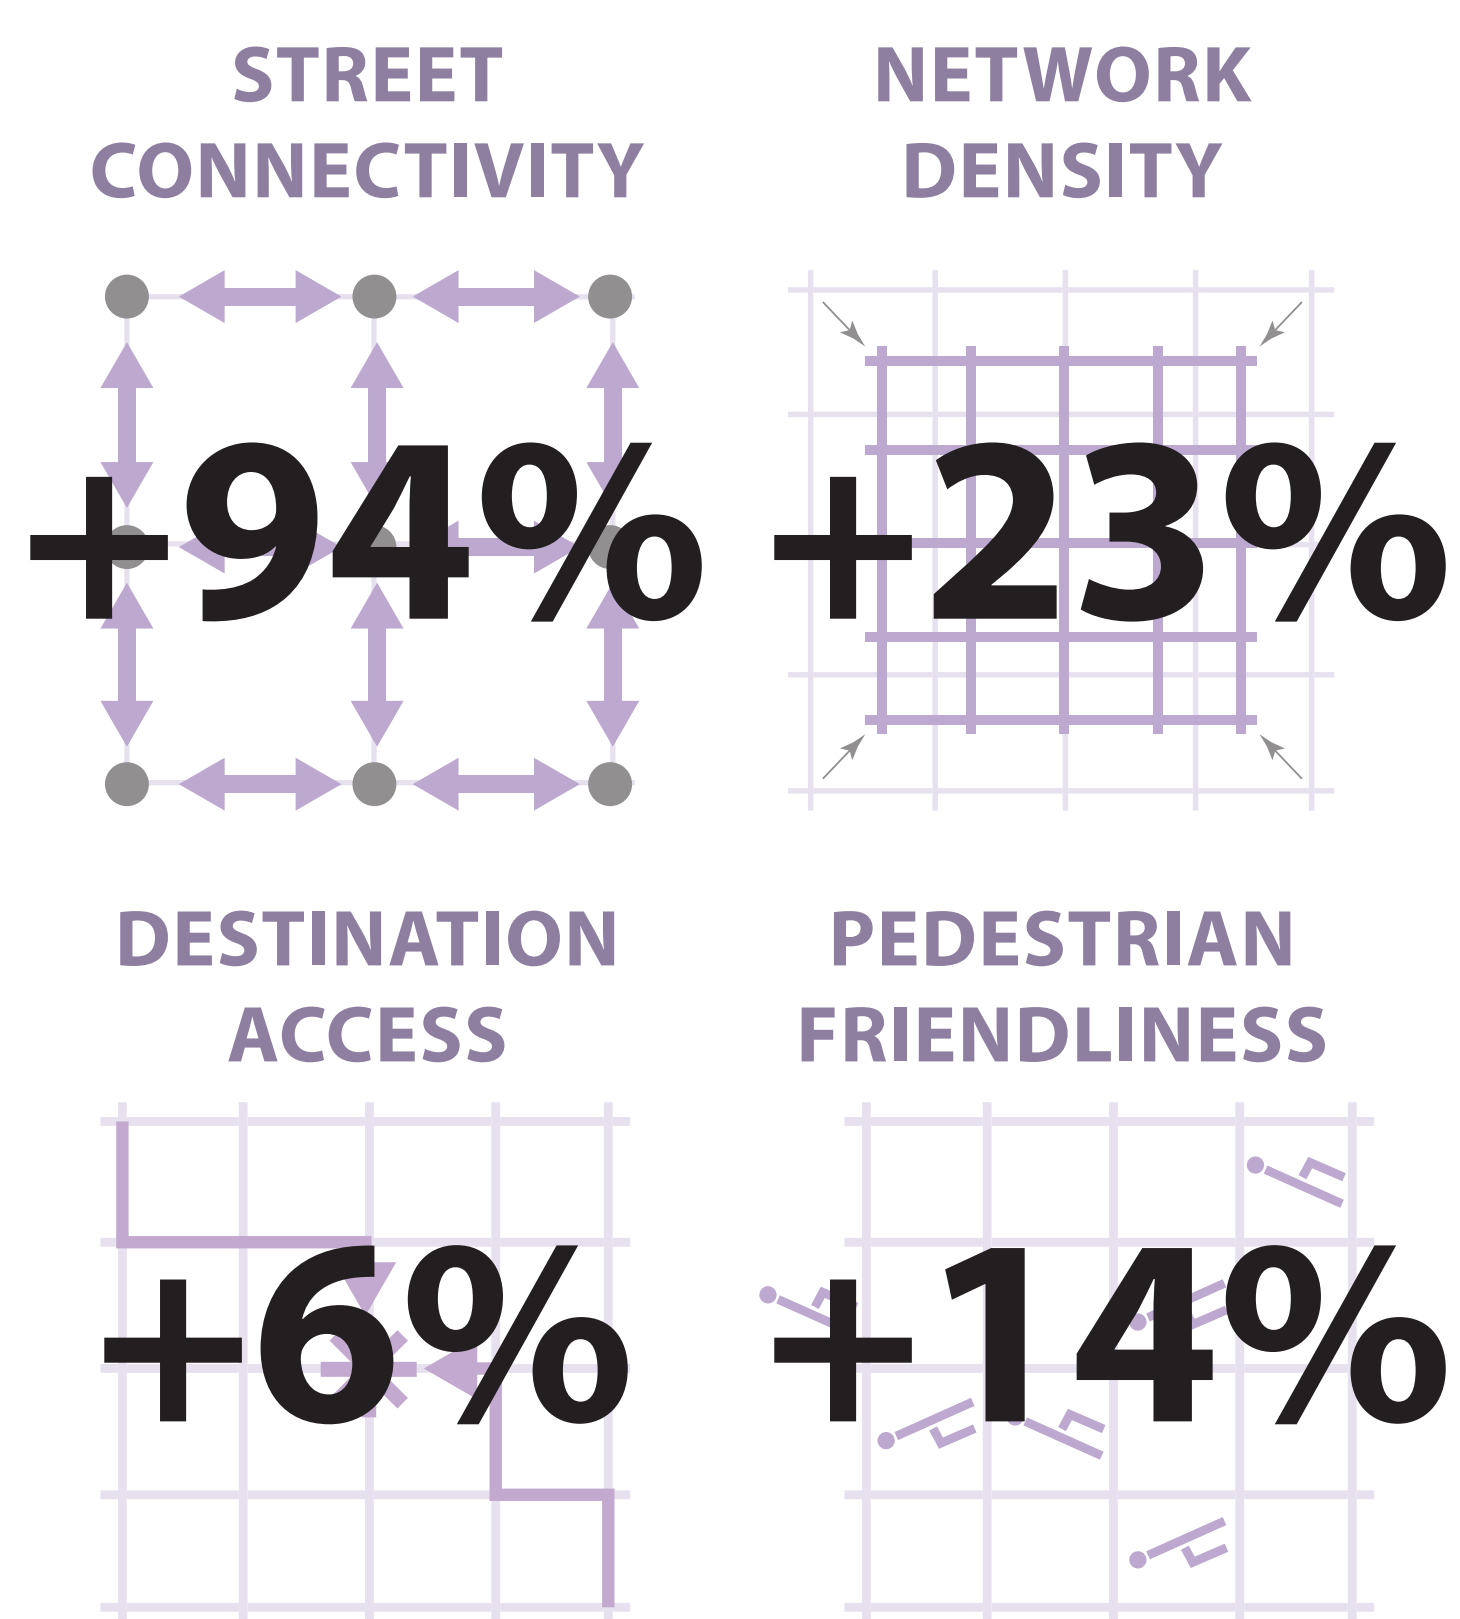 STREET
CONNECTIVITY
+94%
NETWORK
DENSITY
+23%
DESTINATION
ACCESS
+6%
PEDESTRIAN
FRIENDLINESS
+14%